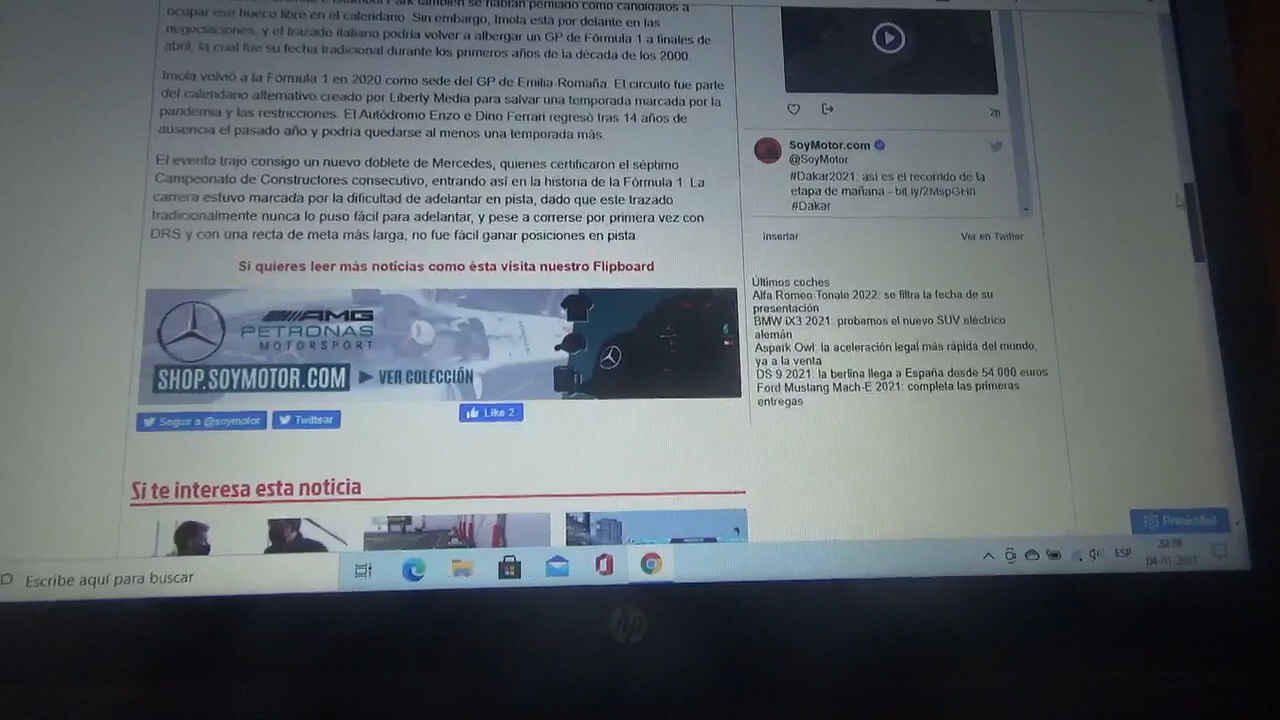 también se habían perfilado como candidatos a
ocupar ese hueco libre en el calendario. Sin embargo, Imola está por delante en las
negociaciones, y el trazado italiano podría volver a albergar un GP de Fórmula 1 a finales de
abril, la cual fue su fecha tradicional durante los primeros años de la década de los 2000.
Imola volvió a la Fórmula 1 en 2020 como sede del GP de Emilia-Romaña. El circuito fue parte
del calendario alternativo creado por Liberty Media para salvar una temporada marcada por la
pandemia y las restricciones. El Autódromo Enzo e Dino Ferrari regresó tras 14 años de
ausencia el pasado año y podría quedarse al menos una temporada más.
El evento trajo consigo un nuevo doblete de Mercedes, quienes certificaron el séptimo
Campeonato de Constructores consecutivo, entrando así en la historia de la Fórmula 1. La
carrera estuvo marcada por la dificultad de adelantar en pista, dado que este trazado
tradicionalmente nunca lo puso fácil para adelantar, y pese a correrse por primera vez con
DRS y con una recta de meta más larga, no fue fácil ganar posiciones en pista.
Si quieres leer más noticias como ésta visita nuestro Flipboard
AMG
PETRONAS
MOTORSPORT
SHOP.SOYMOTOR.COM ▶ VER COLECCIÓN
Seguir a @soymotor Twittear Like 2
Si te interesa esta noticia
2h
SoyMotor.com
@SoyMotor
#Dakar2021: así es el recorrido de la
etapa de mañana - bit.ly/2MspGHn
#Dakar
Insertar Ver en Twitter
Últimos coches
Alfa Romeo Tonale 2022: se filtra la fecha de su
presentación
BMW iX3 2021: probamos el nuevo SUV eléctrico
alemán
Aspark Owl: la aceleración legal más rápida del mundo,
ya a la venta
DS 9 2021: la berlina llega a España desde 54.000 euros
Ford Mustang Mach-E 2021: completa las primeras
entregas
Privacidad
Escribe aquí para buscar
ESP
hp